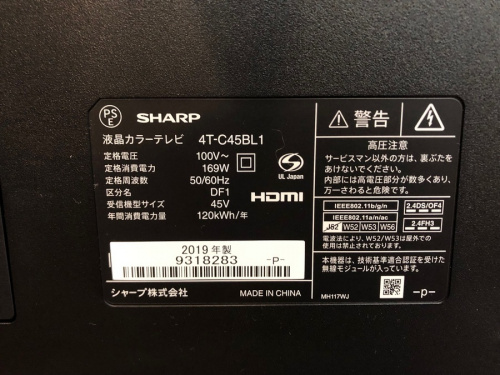 PS
E
SHARP
液晶カラーテレビ 4T-C45BL1
定格電圧 100V~
定格消費電力 169W
定格周波数 50/60Hz
区分名 DF1
受信機型サイズ 45V
年間消費電力量 120kWh/年
UL Japan
HDMI
2019年製
9318283 -P-
シャープ株式会社 MADE IN CHINA
警告
高圧注意
サービスマン以外の方は、裏ぶたを
あけないでください。
内部には高電圧部分が数多くあり、
万一さわると危険です。
IEEE802.11b/g/n 2.4DS/OF4
IEEE802.11a/n/ac
J52 W52 W53 W56 2.4FH3
電波法により、W52/W53は屋外での
使用は禁止されています。
本機器は、技術基準適合認証を受けた
無線モジュールが入っています。
MH117WJ -p-